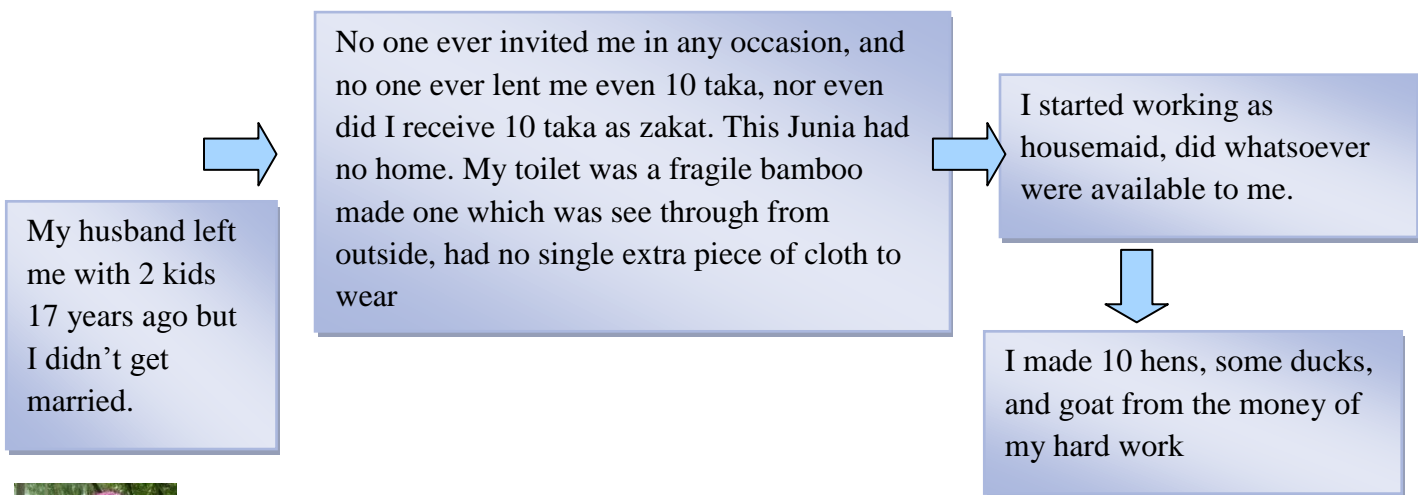 My husband left
me with 2 kids
17 years ago but
I didn’t get
married.
No one ever invited me in any occasion, and
no one ever lent me even 10 taka, nor even
did I receive 10 taka as zakat. This Junia had
no home. My toilet was a fragile bamboo
made one which was see through from
outside, had no single extra piece of cloth to
wear
I started working as
housemaid, did whatsoever
were available to me.
I made 10 hens, some ducks,
and goat from the money of
my hard work